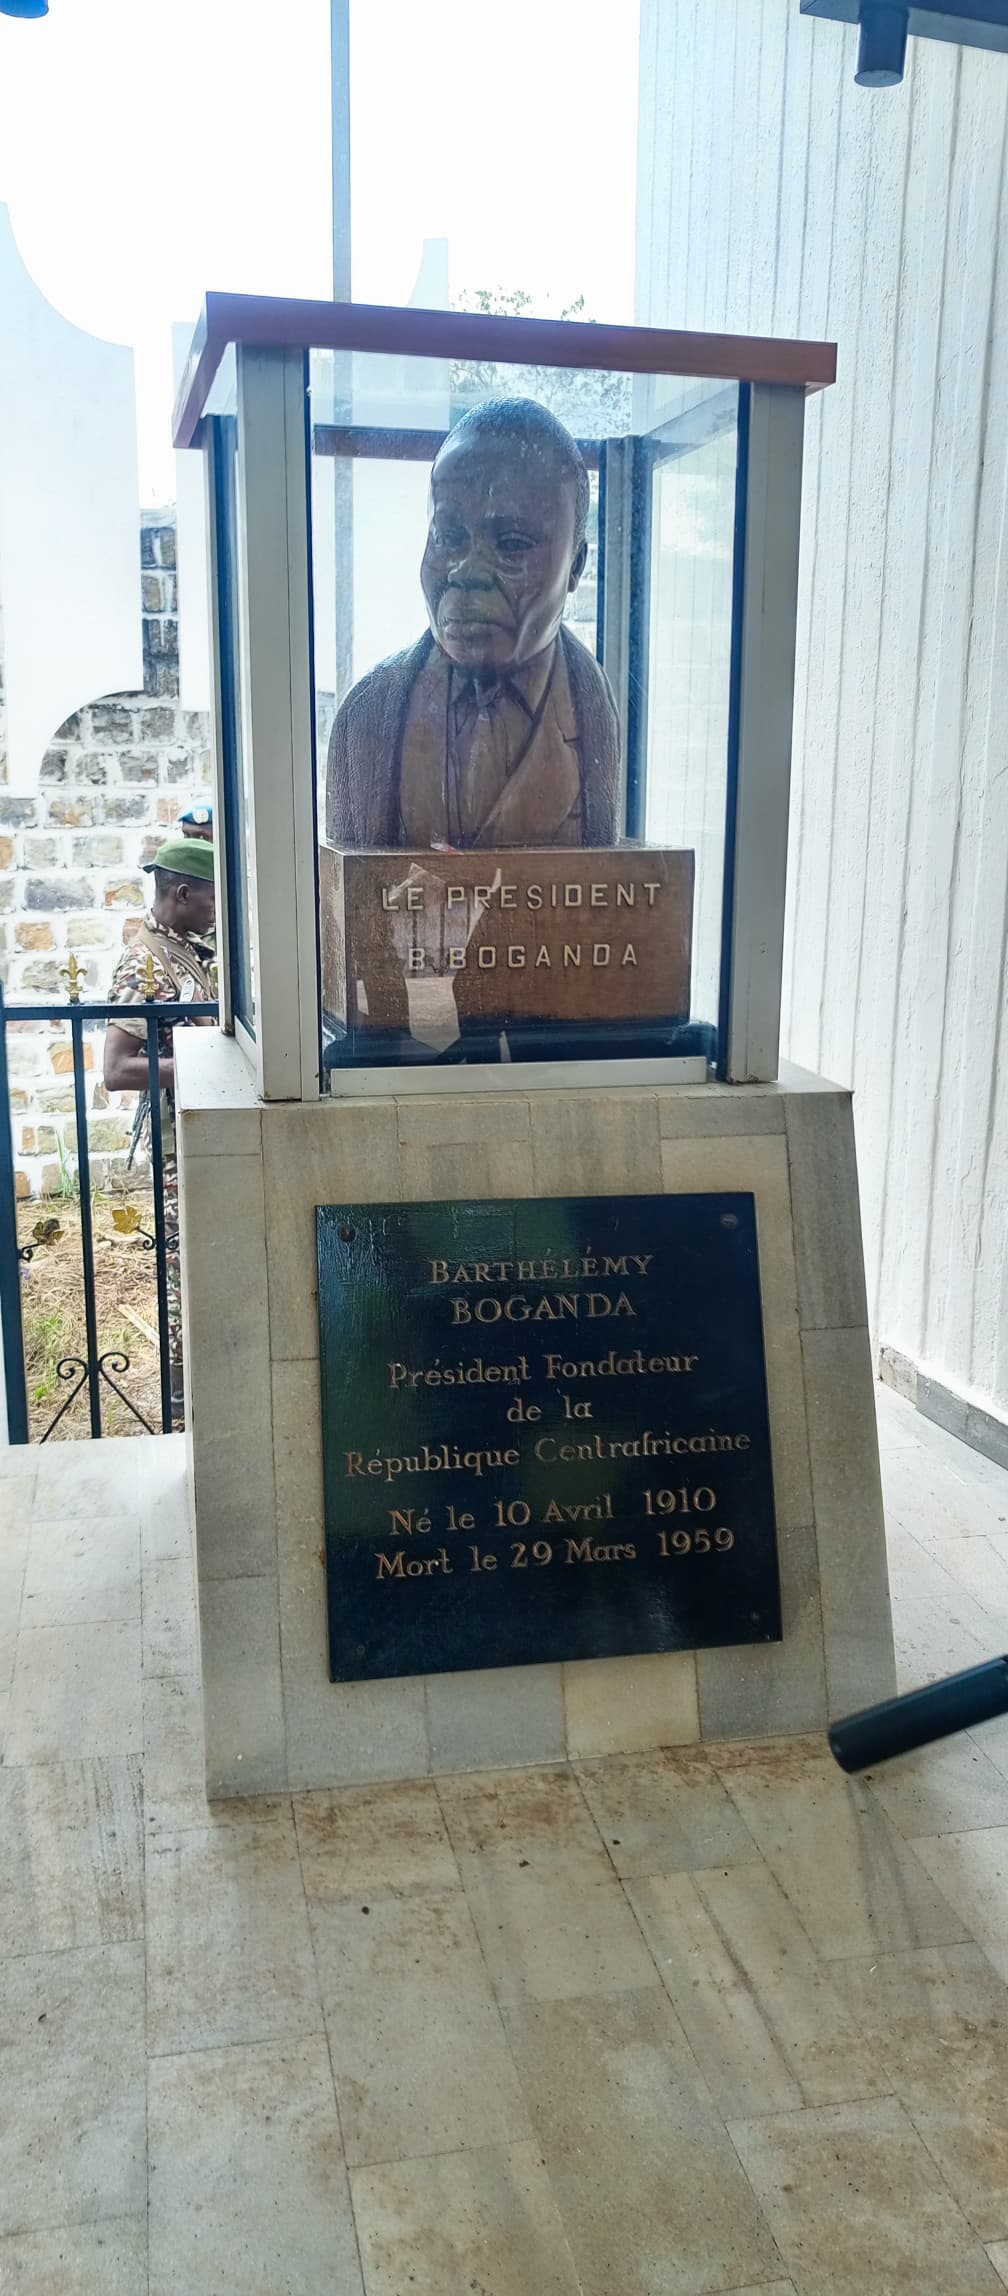 LE PRESIDENT
B. BOGANDA
BARTHÉLÉMY
BOGANDA
Président Fondateur
de la
République Centrafricaine
Né le 10 Avril 1910
Mort le 29 Mars 1959